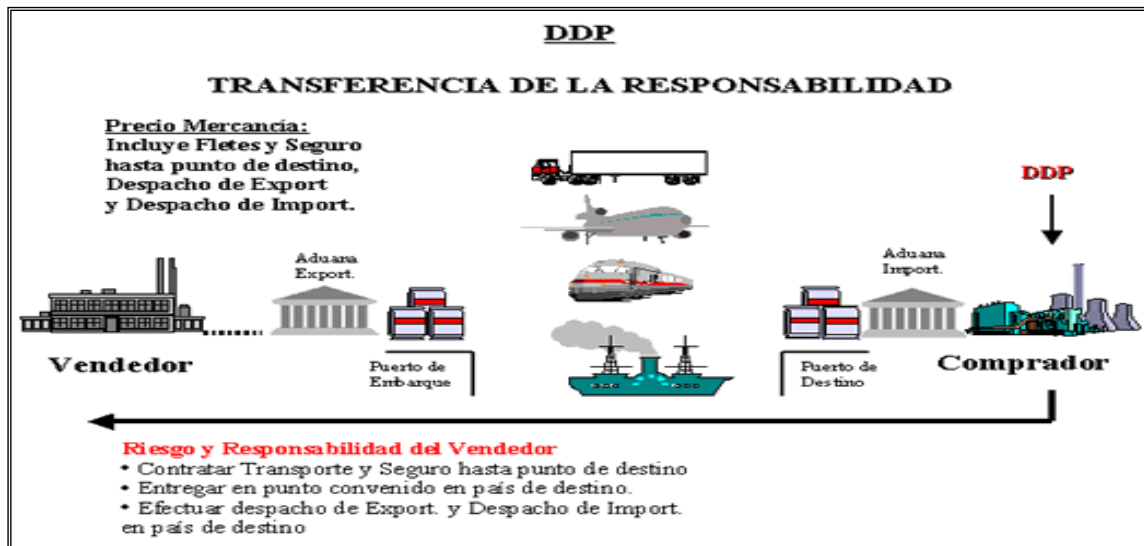 DDP
TRANSFERENCIA DE LA RESPONSABILIDAD
Precio Mercancía:
Incluye Fletes y Seguro
hasta punto de destino,
Despacho de Export
y Despacho de Import.
DDP
Aduana
Export.
Aduana
Import.
Vendedor
Puerto de
Embarque
Puerto de
Destino
Comprador
Riesgo y Responsabilidad del Vendedor
• Contratar Transporte y Seguro hasta punto de destino
• Entregar en punto convenido en país de destino.
• Efectuar despacho de Export. y Despacho de Import.
en país de destino